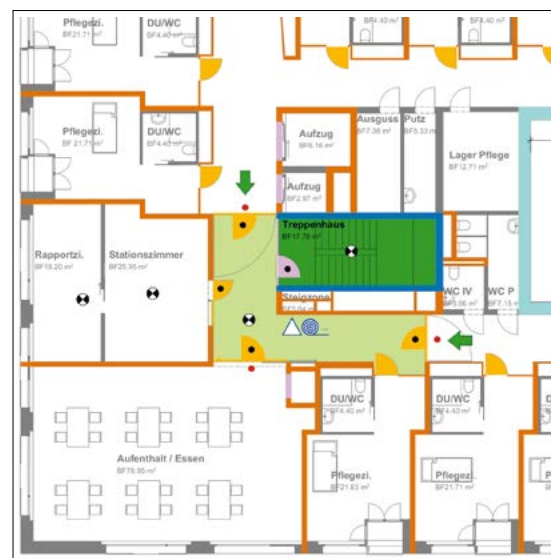 Pflegezi.
BF21.71 m²
DU/WC
BF4.40 m²
BF4.40 m²
BF4.40 m²
Pflegezi.
BF 21.71 m²
DU/WC
BF4.40 m²
Aufzug
BF6.16 m²
Ausguss
BF7.38 m²
Putz
BF5.33 m²
Lager Pflege
BF12.71 m²
Aufzug
BF2.97 m²
Treppenhaus
BF17.79 m²
Rapportzi.
BF18.20 m²
Stationszimmer
BF25.95 m²
Steigzone
WC IV
WC P
BF7.15 m²
DU/WC
BF4.40 m²
DU/WC
BF4.40 m²
Aufenthalt / Essen
BF76.95 m²
Pflegezi.
BF21.83 m²
Pflegezi.
BF21.71 m²